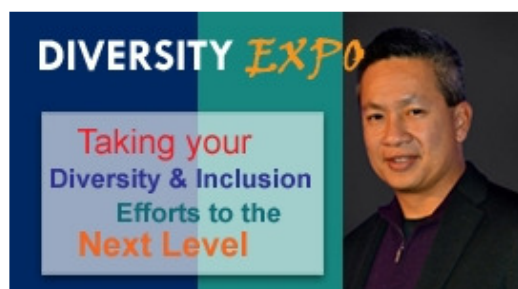 DIVERSITY EXPO
Taking your
Diversity & Inclusion
Efforts to the
Next Level